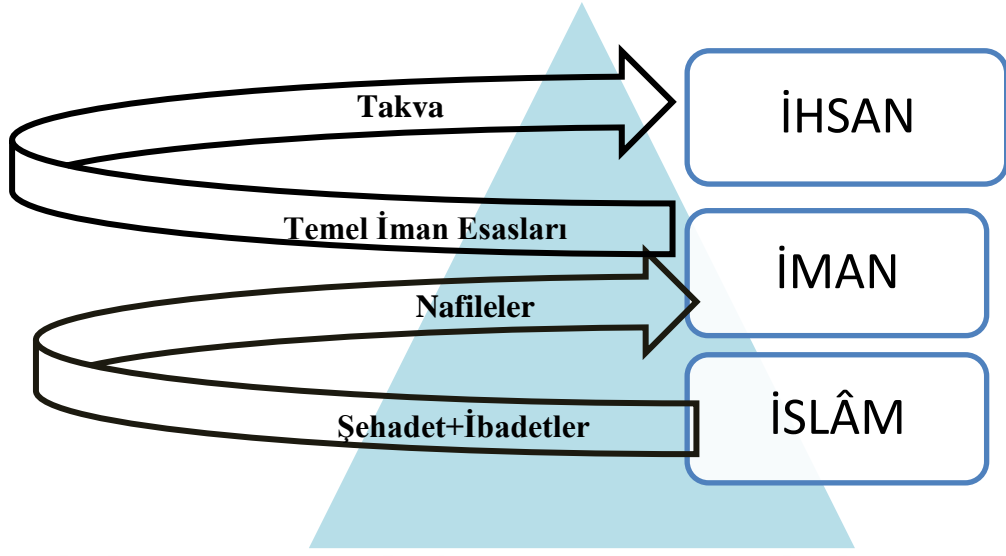 Takva
İHSAN
Temel İman Esasları
İMAN
Nafileler
Şehadet+İbadetler
İSLÂM